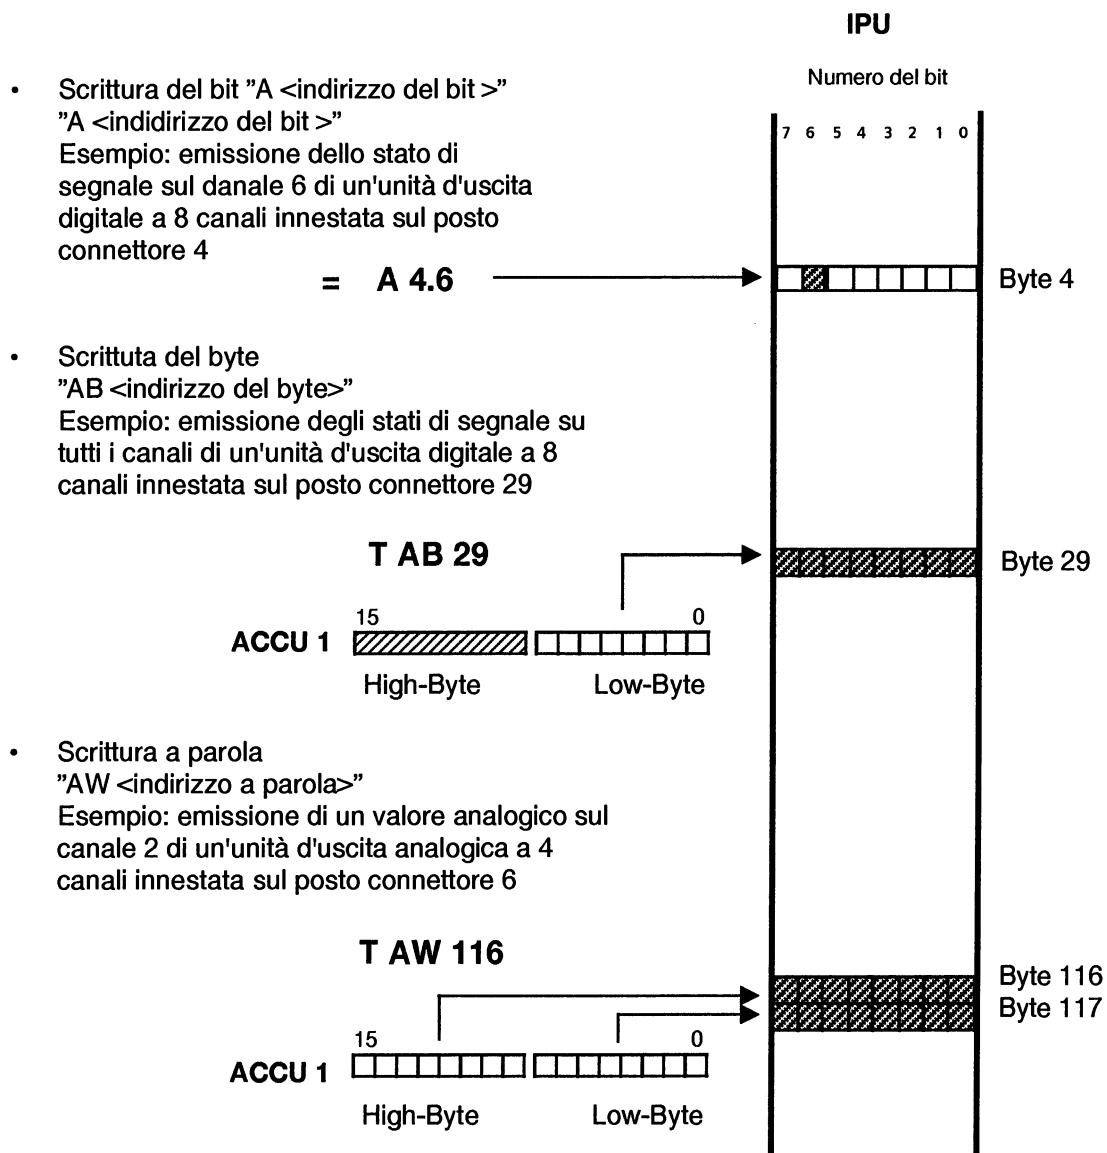 IPU
Numero del bit
7 6 5 4 3 2 1 0
• Scrittura del bit "A <indirizzo del bit >"
"A <indidirizzo del bit >"
Esempio: emissione dello stato di
segnale sul danale 6 di un'unità d'uscita
digitale a 8 canali innestata sul posto
connettore 4
= A 4.6
Byte 4
• Scrittuta del byte
"AB <indirizzo del byte>"
Esempio: emissione degli stati di segnale su
tutti i canali di un'unità d'uscita digitale a 8
canali innestata sul posto connettore 29
T AB 29
Byte 29
15 0
ACCU 1
High-Byte Low-Byte
• Scrittura a parola
"AW <indirizzo a parola>"
Esempio: emissione di un valore analogico sul
canale 2 di un'unità d'uscita analogica a 4
canali innestata sul posto connettore 6
T AW 116
Byte 116
Byte 117
15 0
ACCU 1
High-Byte Low-Byte